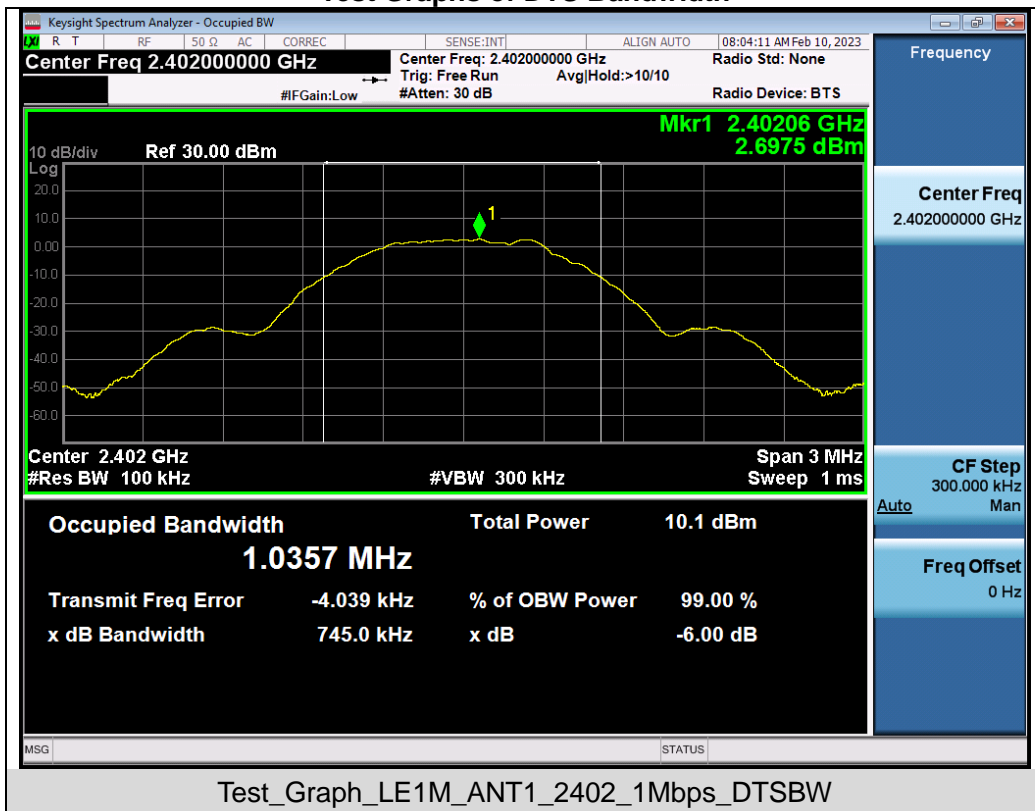 Test Graphs of DTS Bandwidth
Keysight Spectrum Analyzer - Occupied BW
LXI R T RF 50 Ω AC CORREC SENSE:INT ALIGN AUTO 08:04:11 AM Feb 10, 2023
Center Freq 2.402000000 GHz
Center Freq: 2.402000000 GHz
Radio Std: None
Trig: Free Run Avg|Hold:>10/10
#IFGain:Low #Atten: 30 dB Radio Device: BTS
Frequency
Mkr1 2.40206 GHz
2.6975 dBm
10 dB/div Ref 30.00 dBm
Log
20.0
10.0
0.00
-10.0
-20.0
-30.0
-40.0
-50.0
-60.0
1
Center 2.402 GHz Span 3 MHz
#Res BW 100 kHz #VBW 300 kHz Sweep 1 ms
Center Freq
2.402000000 GHz
CF Step
300.000 kHz
Auto Man
Freq Offset
0 Hz
Occupied Bandwidth Total Power 10.1 dBm
1.0357 MHz
Transmit Freq Error -4.039 kHz % of OBW Power 99.00 %
x dB Bandwidth 745.0 kHz x dB -6.00 dB
MSG STATUS
Test_Graph_LE1M_ANT1_2402_1Mbps_DTSBW